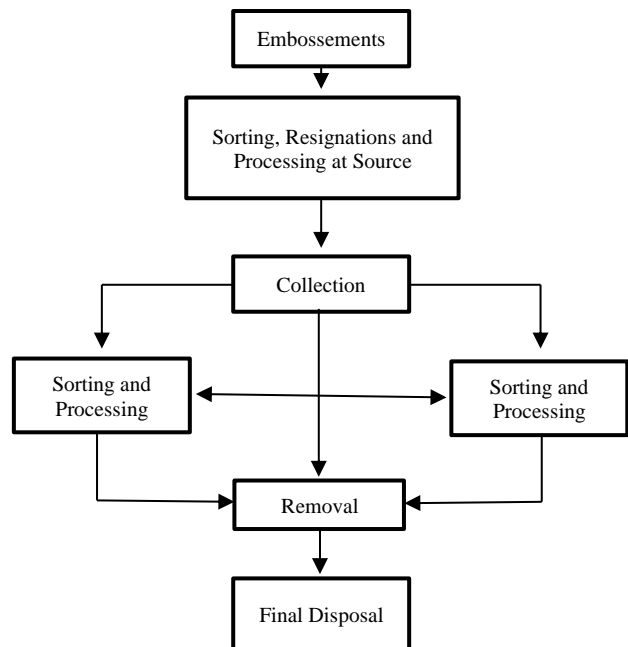 Embossements
Sorting, Resignations and
Processing at Source
Collection
Sorting and
Processing
Sorting and
Processing
Removal
Final Disposal